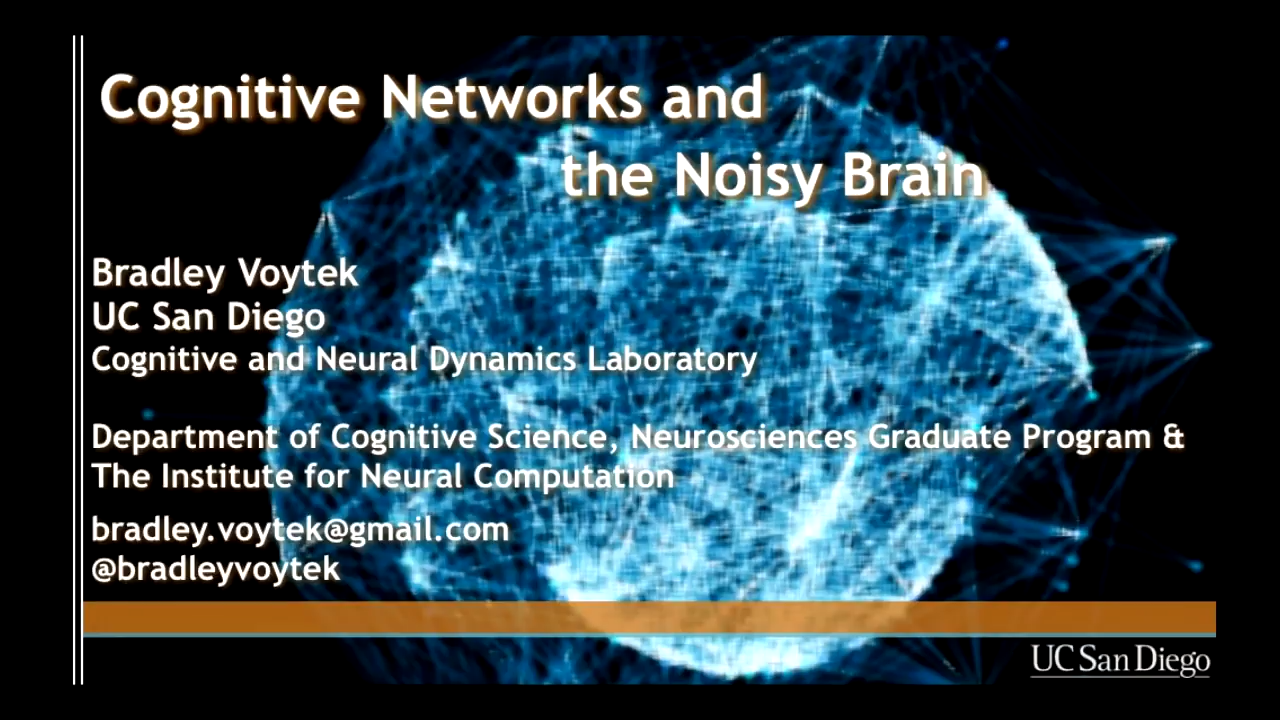 Cognitive Networks and
the Noisy Brain
Bradley Voytek
UC San Diego
Cognitive and Neural Dynamics Laboratory
Department of Cognitive Science, Neurosciences Graduate Program &
The Institute for Neural Computation
bradley.voytek@gmail.com
@bradleyvoytek
UC San Diego